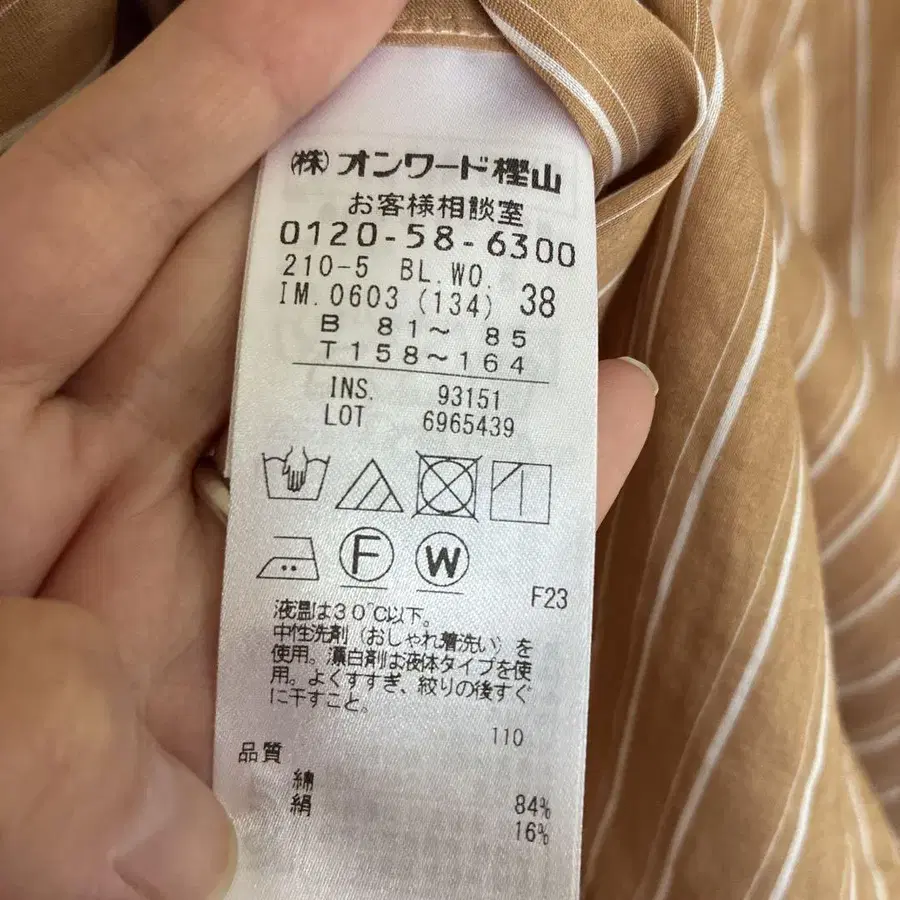 ㈱オンワード樫山
お客様相談室
0120-58-6300
210-5 BL.WO.
IM.0603 (134) 38
B 81〜 85
T158〜164
INS. 93151
LOT 6965439
F
W
F23
液温は30℃以下。
中性洗剤（おしゃれ着洗い）を
使用。漂白剤は液体タイプを使
用。よくすすぎ、絞りの後すぐ
に干すこと。
110
品質
綿 84%
絹 16%